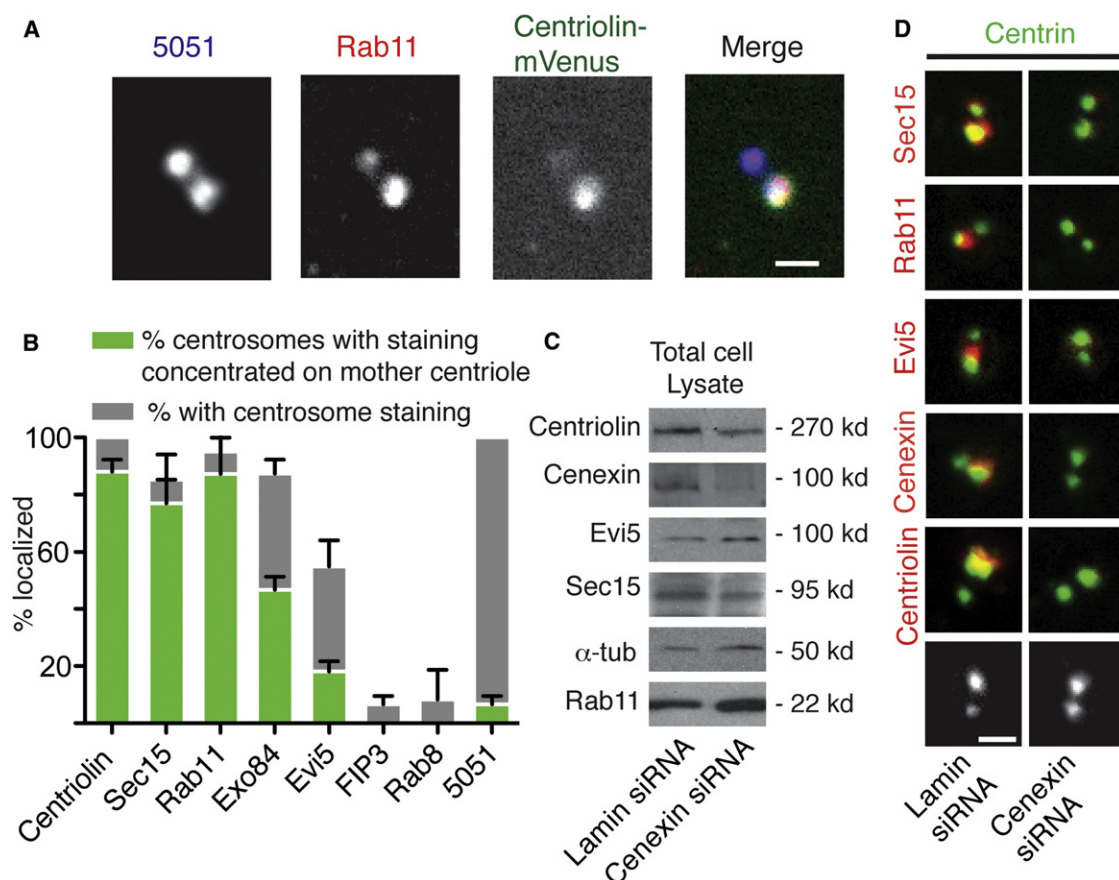 A
5051
Rab11
Centriolin-
mVenus
Merge
B
% centrosomes with staining
concentrated on mother centriole
% with centrosome staining
% localized
100
60
20
Centriolin
Sec15
Rab11
Exo84
Evi5
FIP3
Rab8
5051
C
Total cell
Lysate
Centriolin
- 270 kd
Cenexin
- 100 kd
Evi5
- 100 kd
Sec15
- 95 kd
α-tub
- 50 kd
Rab11
- 22 kd
Lamin siRNA
Cenexin siRNA
D
Centrin
Sec15
Rab11
Evi5
Cenexin
Centriolin
Lamin
siRNA
Cenexin
siRNA